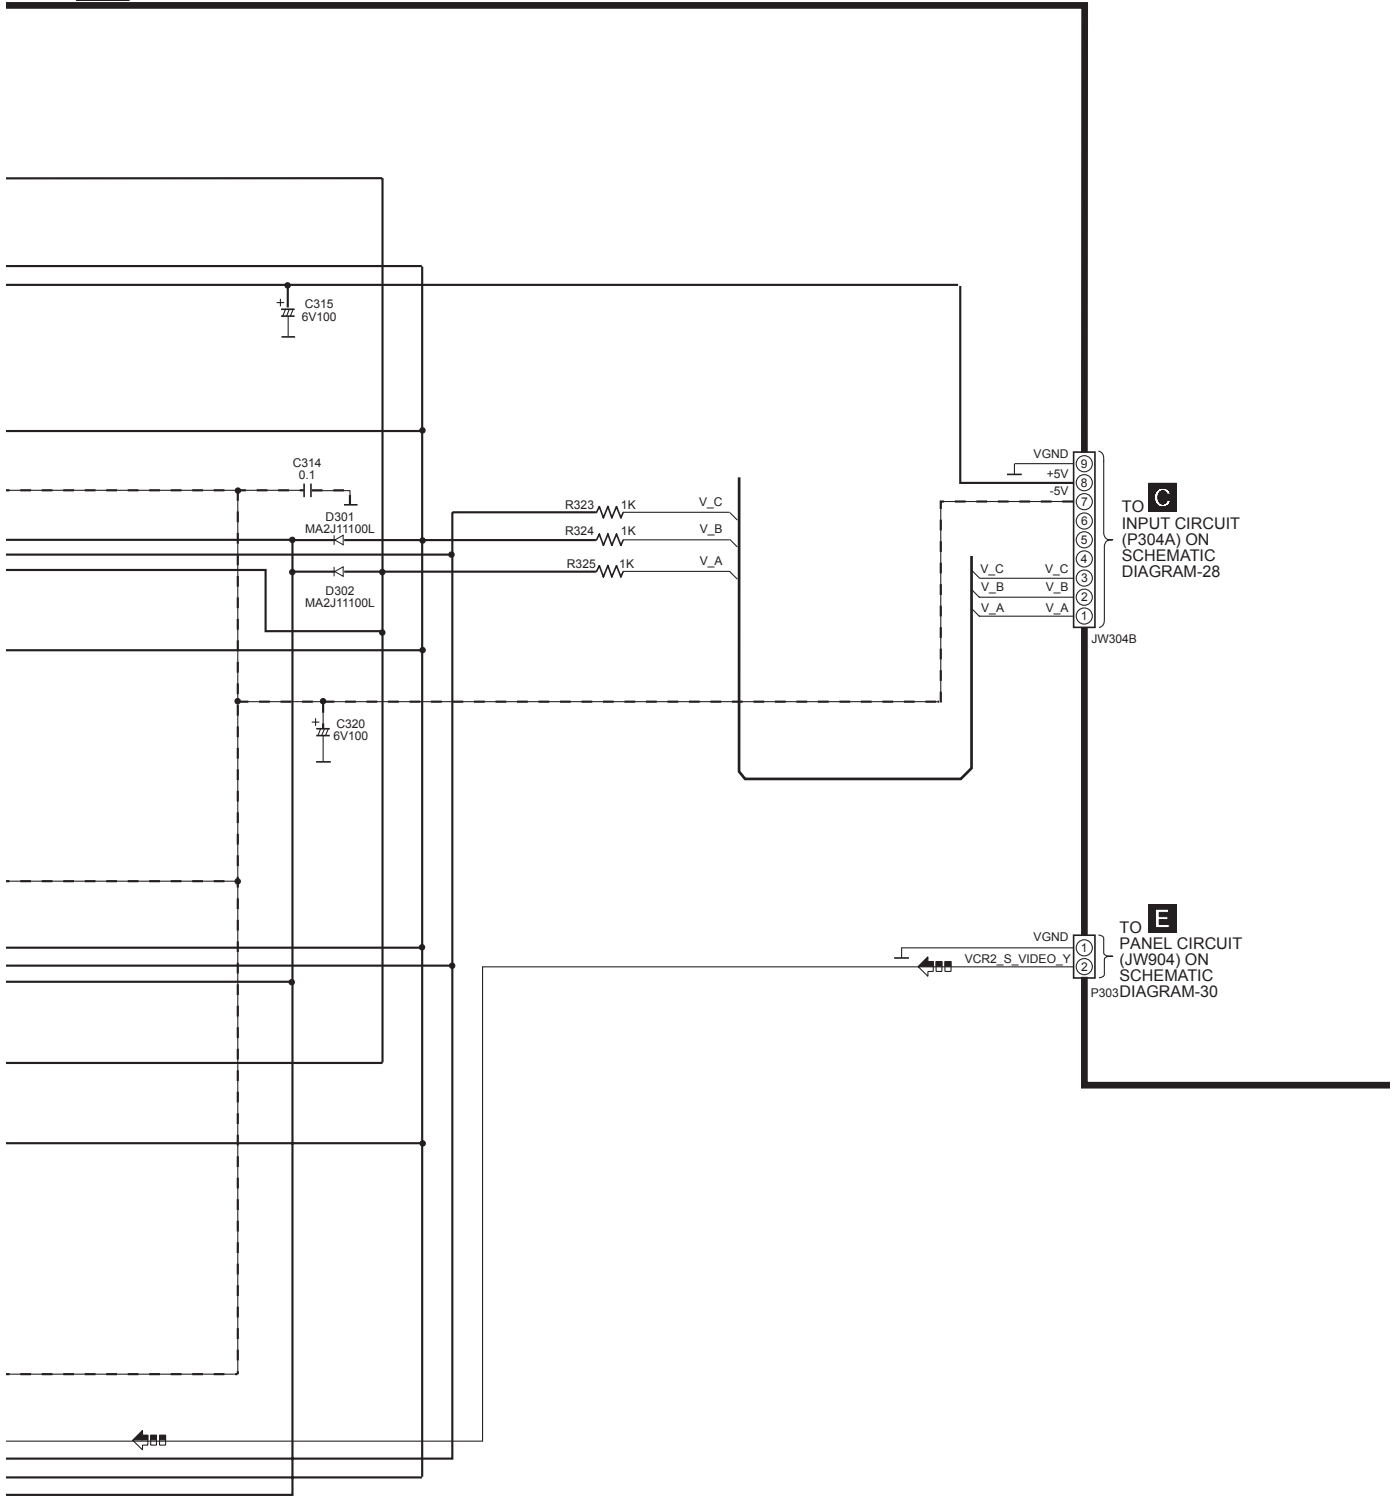 C315
6V100
C314
0.1
D301
MA2J11100L
D302
MA2J11100L
R323 1K V_C
R324 1K V_B
R325 1K V_A
VGND 9
+5V 8
-5V 7
6
5
4
V_C V_C 3
V_B V_B 2
V_A V_A 1
JW304B
TO C
INPUT CIRCUIT
(P304A) ON
SCHEMATIC
DIAGRAM-28
+
C320
6V100
+
VGND 1
VCR2_S_VIDEO_Y 2
P303
TO E
PANEL CIRCUIT
(JW904) ON
SCHEMATIC
DIAGRAM-30